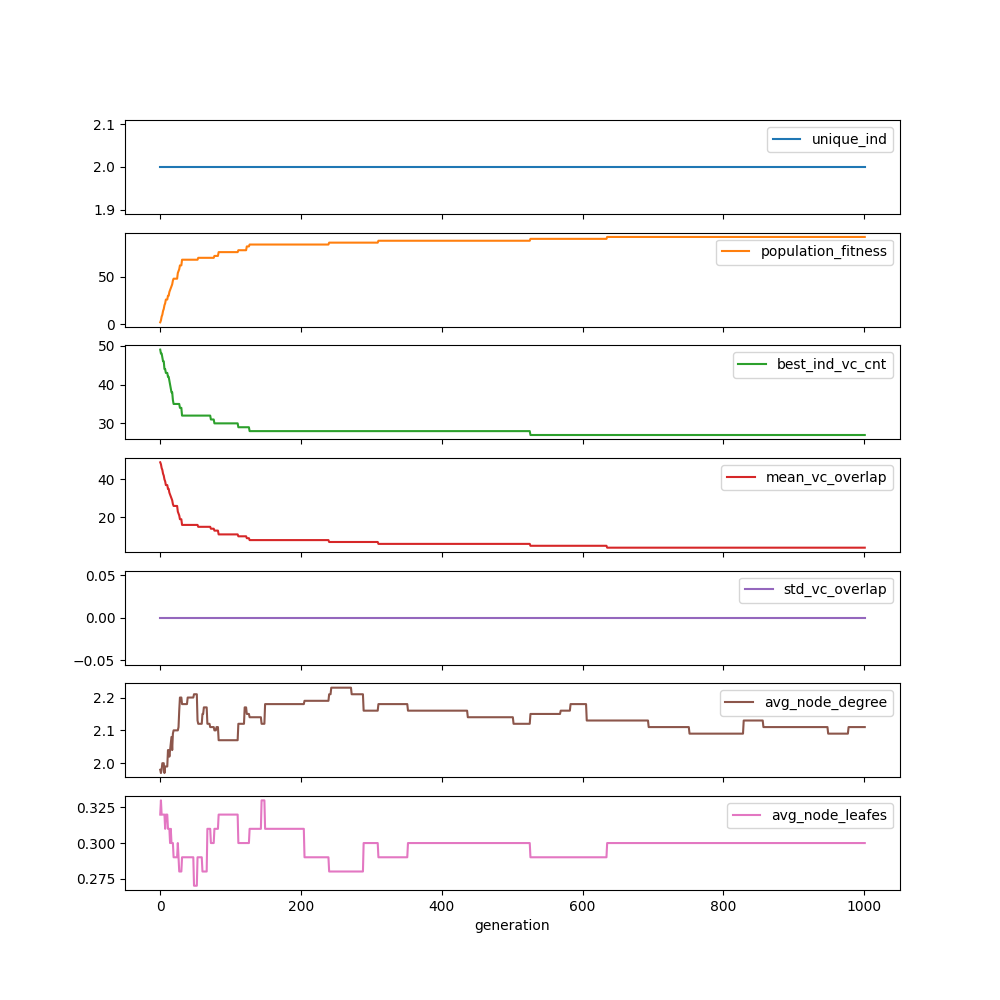 2.1
2.0
1.9
unique_ind
50
0
population_fitness
50
40
30
best_ind_vc_cnt
40
20
mean_vc_overlap
0.05
0.00
−0.05
std_vc_overlap
2.2
2.1
2.0
avg_node_degree
0.325
0.300
0.275
avg_node_leafes
0 200 400 600 800 1000
generation